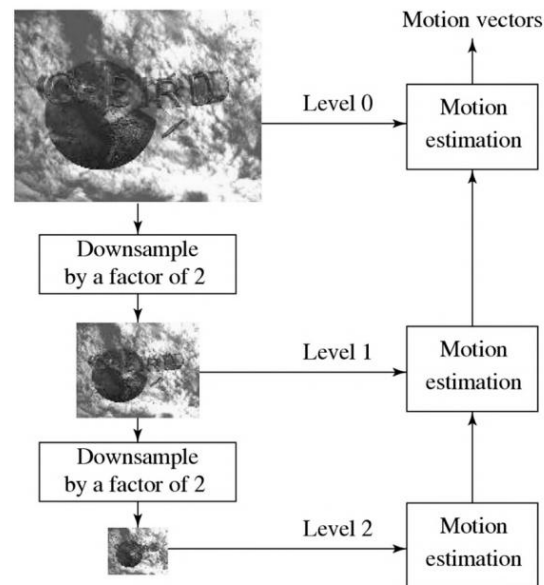 Motion vectors
Level 0
Motion
estimation
Downsample
by a factor of 2
Level 1
Motion
estimation
Downsample
by a factor of 2
Level 2
Motion
estimation